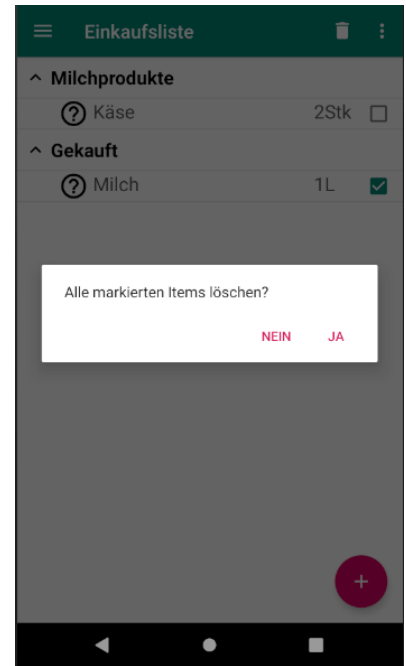 Einkaufsliste
Milchprodukte
Käse 2Stk
Gekauft
Milch 1L
Alle markierten Items löschen?
NEIN JA